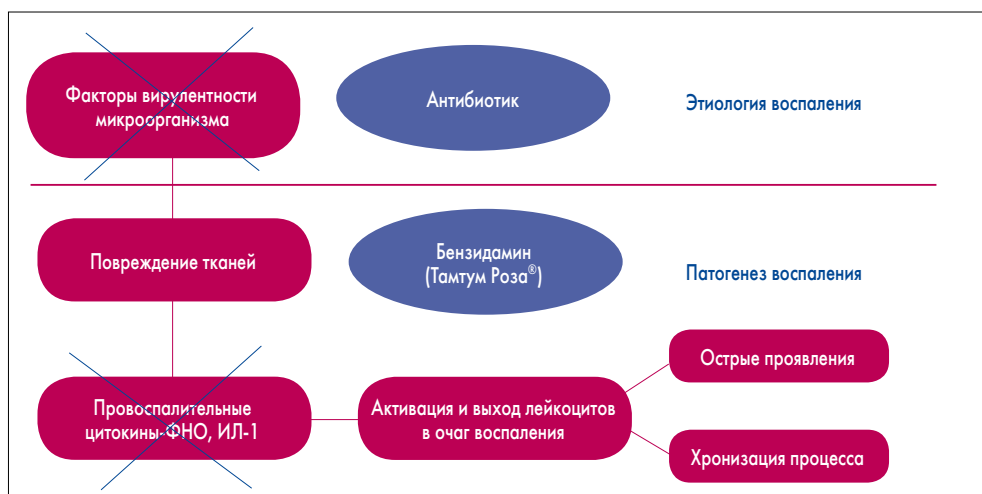 Факторы вирулентности
микроорганизма
Антибиотик
Этиология воспаления
Повреждение тканей
Бензидамин
(Тамтум Роза®)
Патогенез воспаления
Провоспалительные
цитокины-ФНО, ИЛ-1
Активация и выход лейкоцитов
в очаг воспаления
Острые проявления
Хронизация процесса